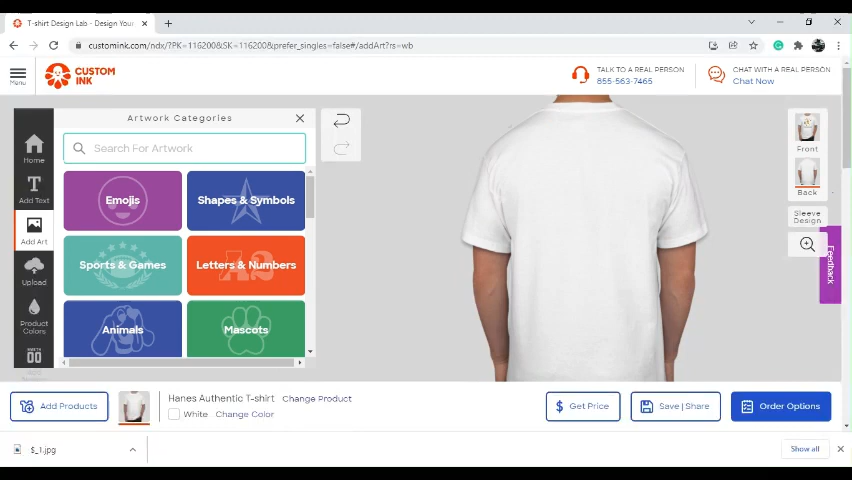 T-shirt Design Lab - Design Your
customink.com/ndx/?PK=116200&SK=116200&prefer_singles=false#/addArt?rs=wb
Menu
CUSTOM
INK
TALK TO A REAL PERSON
855-563-7465
CHAT WITH A REAL PERSON
Chat Now
Home
Add Text
Add Art
Upload
Product
Colors
Artwork Categories
Search For Artwork
Emojis
Shapes & Symbols
Sports & Games
Letters & Numbers
Animals
Mascots
Front
Back
Sleeve
Design
Feedback
Add Products
Hanes Authentic T-shirt
Change Product
White
Change Color
$ Get Price
Save | Share
Order Options
$_1.jpg
Show all